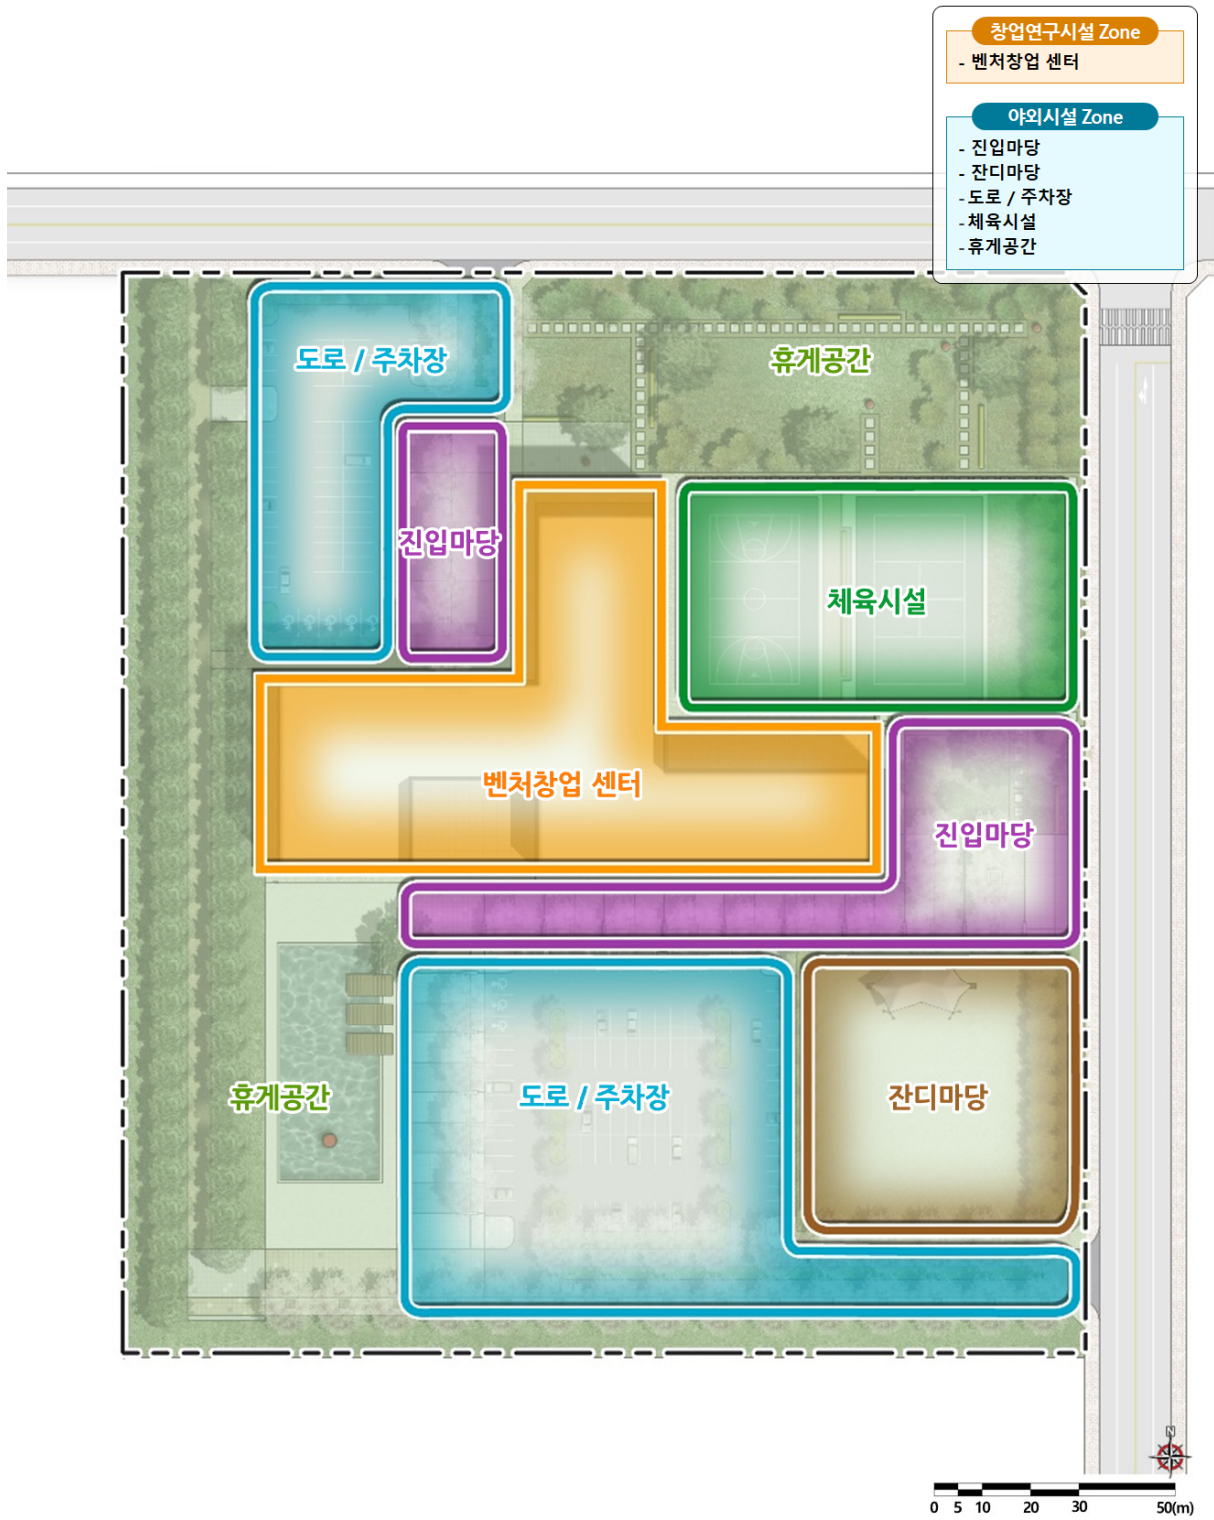 창업연구시설 Zone
- 벤처창업 센터
야외시설 Zone
- 진입마당
- 잔디마당
- 도로 / 주차장
- 체육시설
- 휴게공간
도로 / 주차장
휴게공간
진입마당
체육시설
벤처창업 센터
진입마당
휴게공간
도로 / 주차장
잔디마당
N
0 5 10 20 30 50(m)